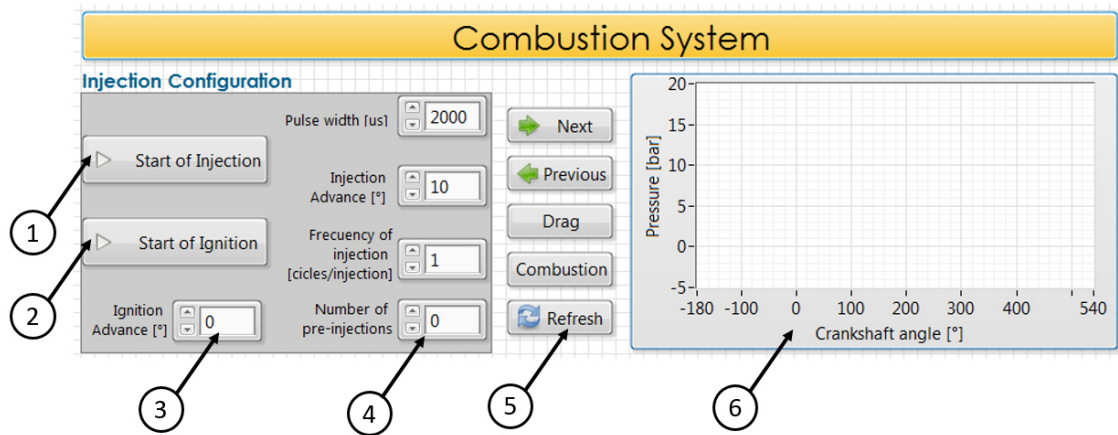 Combustion System
Injection Configuration
Start of Injection
Start of Ignition
Ignition
Advance [°]
0
Pulse width [us]
2000
Injection
Advance [°]
10
Frecuency of
injection
[cicles/injection]
1
Number of
pre-injections
0
Next
Previous
Drag
Combustion
Refresh
Pressure [bar]
20
15
10
5
0
-5
-180 -100 0 100 200 300 400 540
Crankshaft angle [°]
1
2
3
4
5
6